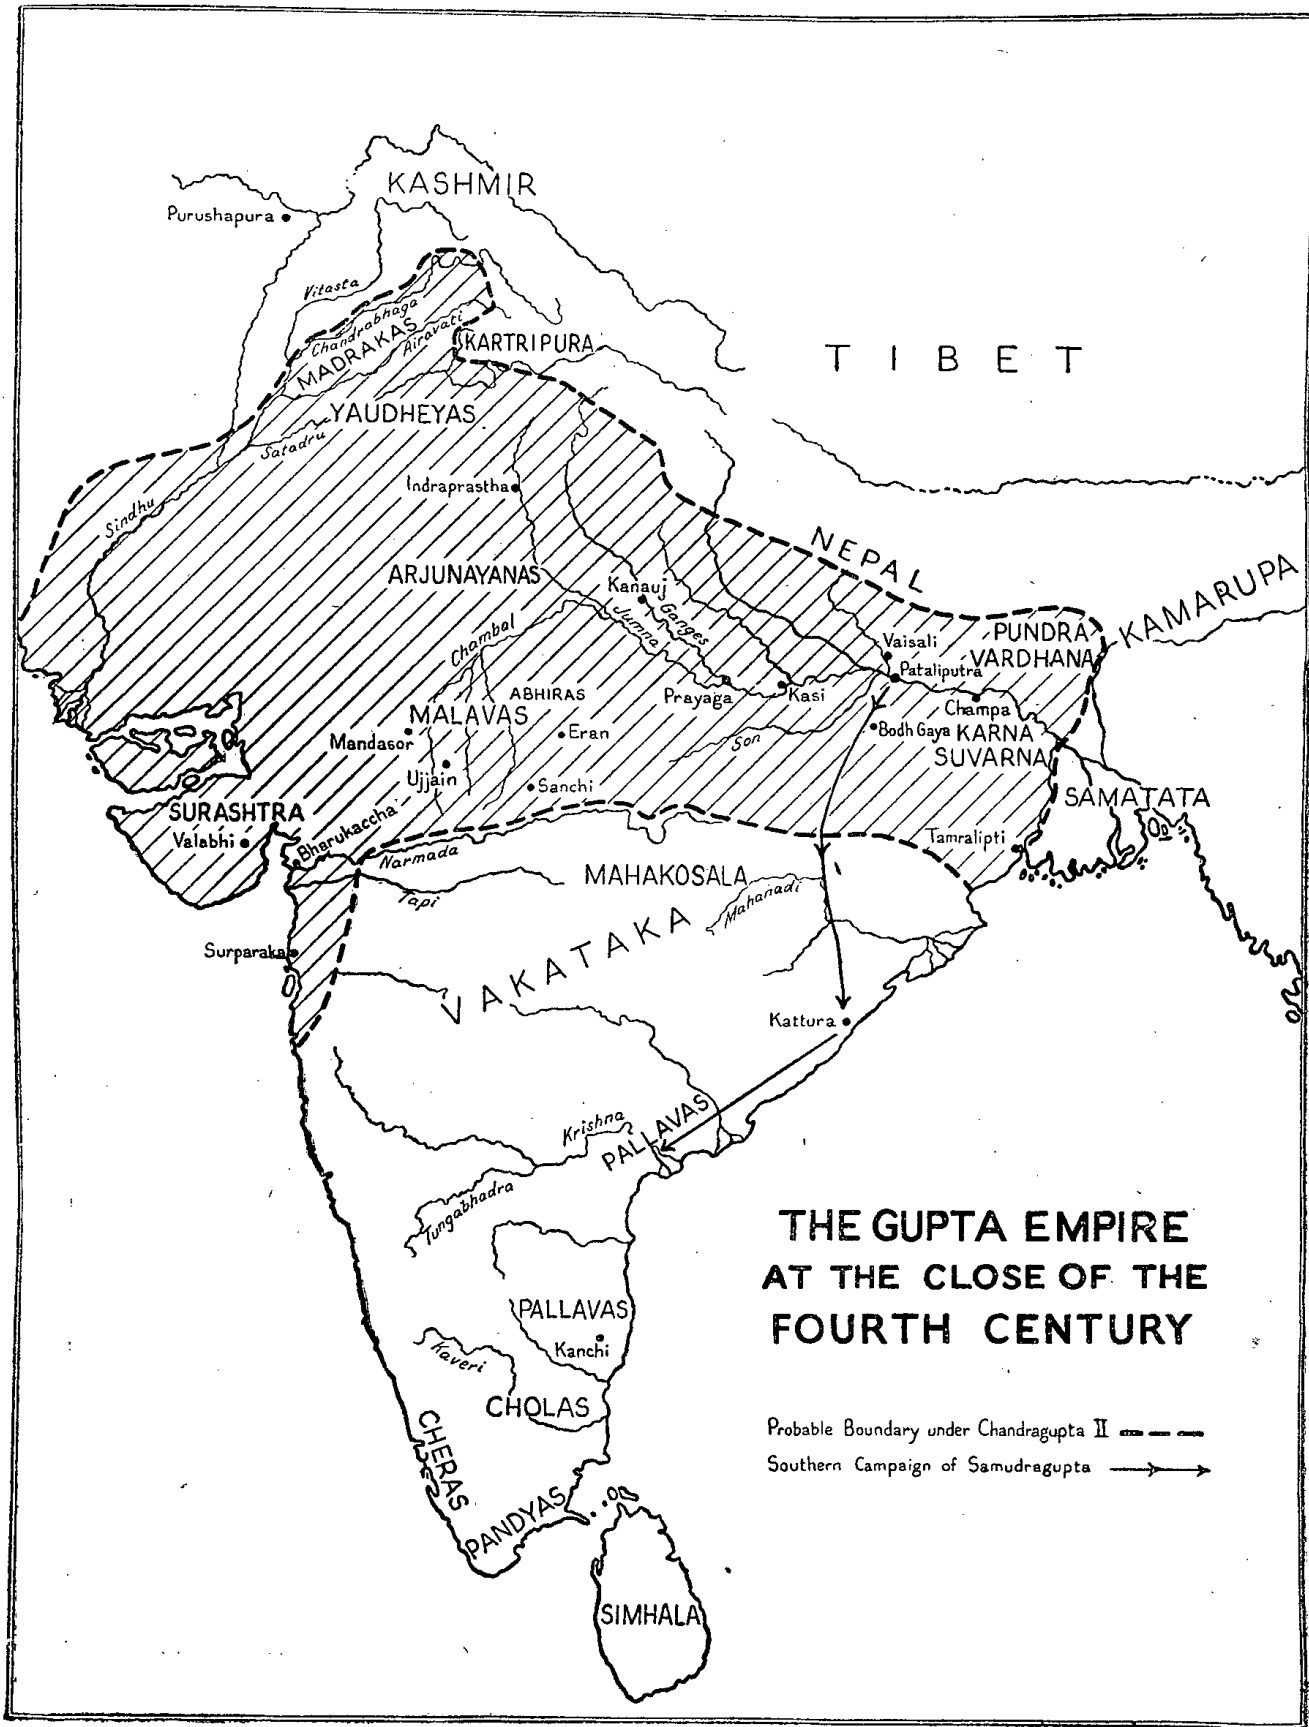 KASHMIR
Purushapura
Vitasta
Chandrabhaga
MADRAKAS
Airavati
KARTRIPURA
TIBET
YAUDHEYAS
Satadru
Indraprastha
Sindhu
NEPAL
ARJUNAYANAS
Kanauj
KAMARUPA
Ganges
Jumna
Chambal
PUNDRA
VARDHANA
Vaisali
Pataliputra
ABHIRAS
Prayaga
Kasi
Champa
MALAVAS
Mandasor
Eran
Son
Bodh Gaya
KARNA
SUVARNA
Ujjain
Sanchi
SAMATATA
SURASHTRA
Valabhi
Bharukaccha
Tamralipti
Narmada
MAHAKOSALA
Tapi
Mahanadi
VAKATAKA
Surparaka
Kattura
Krishna
PALLAVAS
Tungabhadra
THE GUPTA EMPIRE
AT THE CLOSE OF THE
FOURTH CENTURY
PALLAVAS
Kanchi
Kaveri
CHOLAS
CHERAS
Probable Boundary under Chandragupta II
Southern Campaign of Samudragupta
PANDYAS
SIMHALA